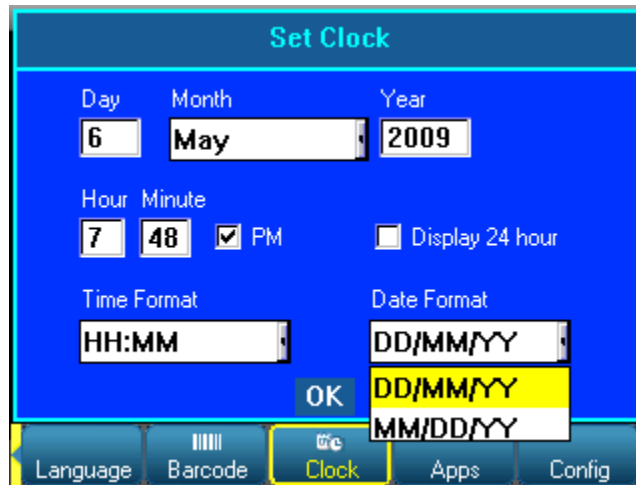 Set Clock
Day Month Year
6 May 2009
Hour Minute
7 48 PM Display 24 hour
Time Format Date Format
HH:MM DD/MM/YY
OK DD/MM/YY
MM/DD/YY
Language Barcode Clock Apps Config